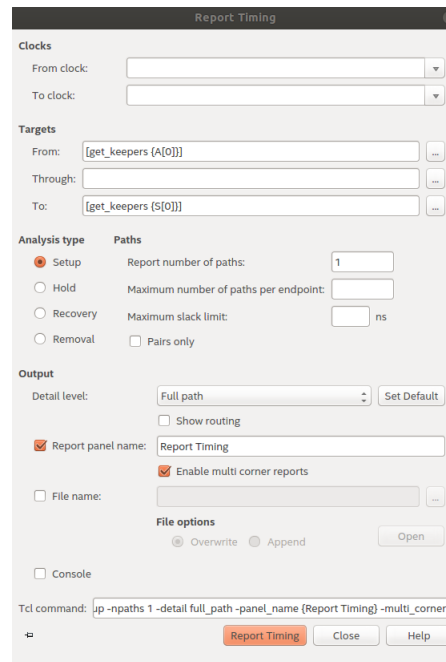 Report Timing
Clocks
From clock:
To clock:
Targets
From: [get_keepers {A[0]}] ...
Through: ...
To: [get_keepers {S[0]}] ...
Analysis type Paths
Setup Report number of paths: 1
Hold Maximum number of paths per endpoint:
Recovery Maximum slack limit: ns
Removal Pairs only
Output
Detail level: Full path Set Default
Show routing
Report panel name: Report Timing
Enable multi corner reports
File name: ...
File options
Overwrite Append Open
Console
Tcl command: up -npaths 1 -detail full_path -panel_name {Report Timing} -multi_corner
Report Timing Close Help